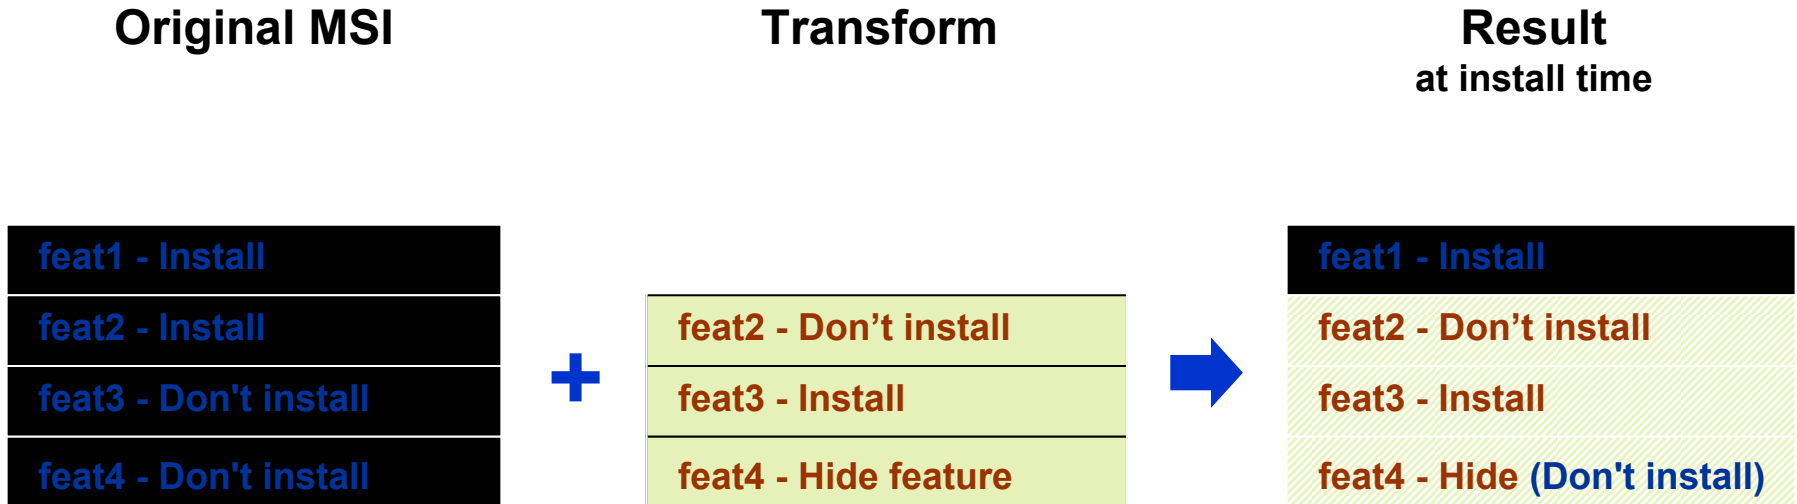 Original MSI
Transform
Result
at install time
feat1 - Install
feat2 - Install
feat3 - Don't install
feat4 - Don't install
+
feat2 - Don’t install
feat3 - Install
feat4 - Hide feature
feat1 - Install
feat2 - Don’t install
feat3 - Install
feat4 - Hide (Don't install)